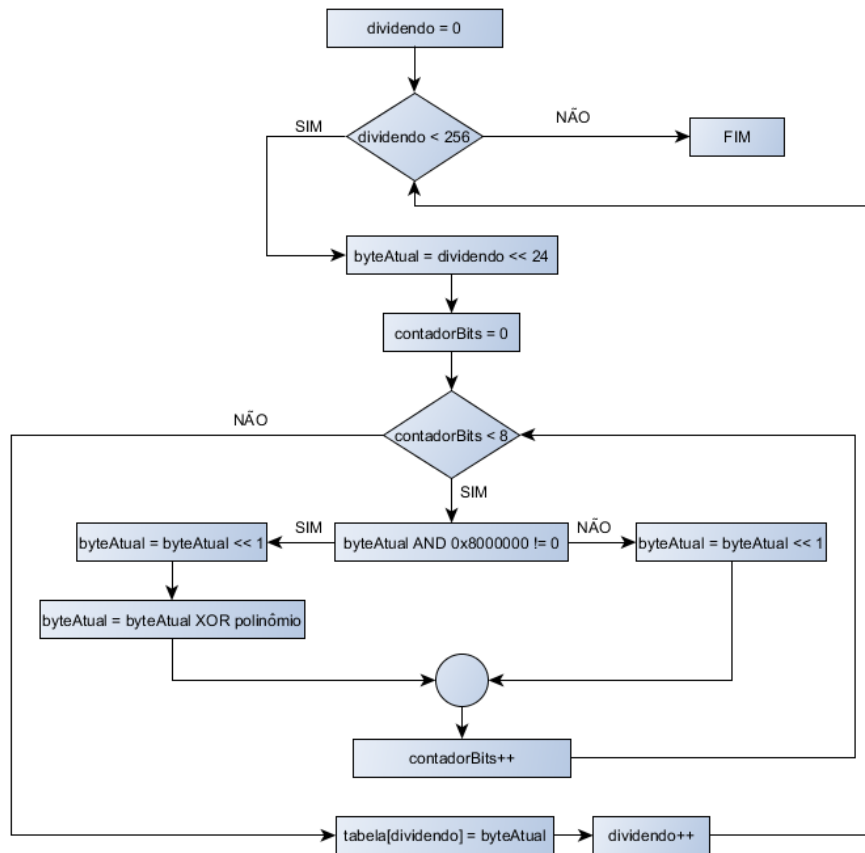 dividendo = 0
SIM
dividendo < 256
NÃO
FIM
byteAtual = dividendo << 24
contadorBits = 0
NÃO
contadorBits < 8
SIM
byteAtual = byteAtual << 1
SIM
byteAtual AND 0x8000000 != 0
NÃO
byteAtual = byteAtual << 1
byteAtual = byteAtual XOR polinômio
contadorBits++
tabela[dividendo] = byteAtual
dividendo++